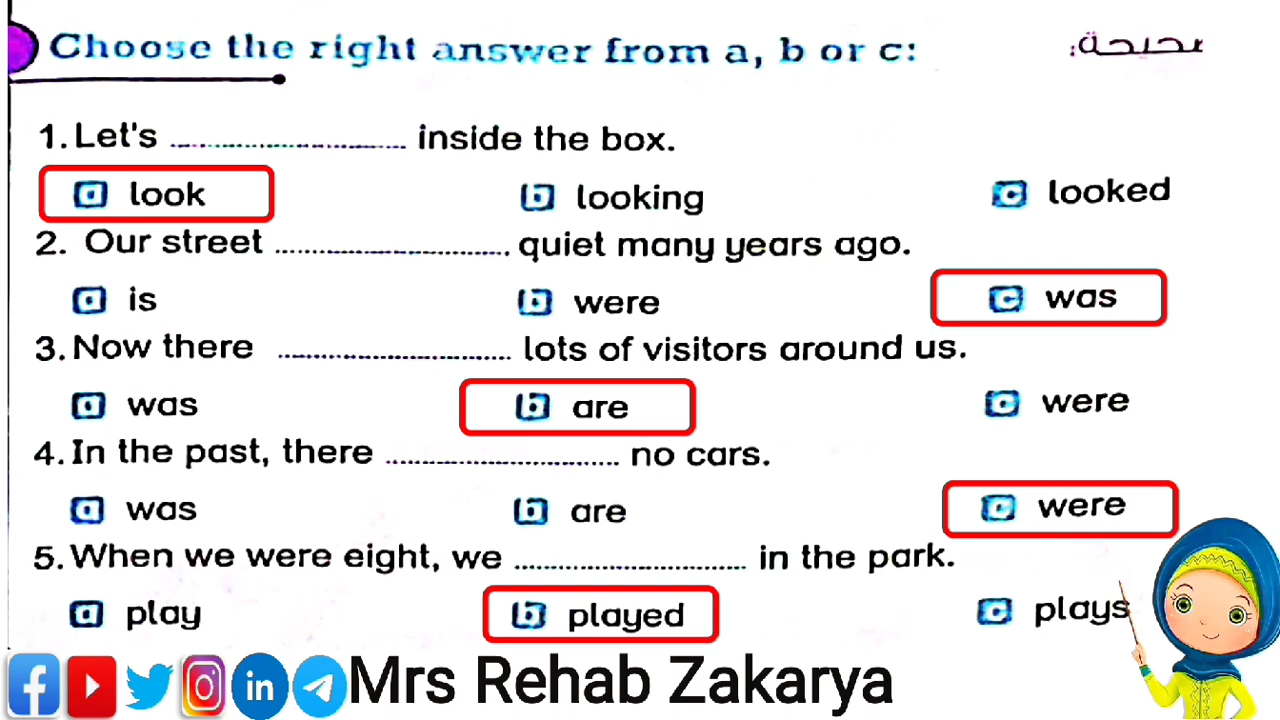 Choose the right answer from a, b or c:
1. Let's .............................. inside the box.
a look b looking c looked
2. Our street .............................. quiet many years ago.
a is b were c was
3. Now there .............................. lots of visitors around us.
a was b are c were
4. In the past, there .............................. no cars.
a was b are c were
5. When we were eight, we .............................. in the park.
a play b played c plays
Mrs Rehab Zakarya